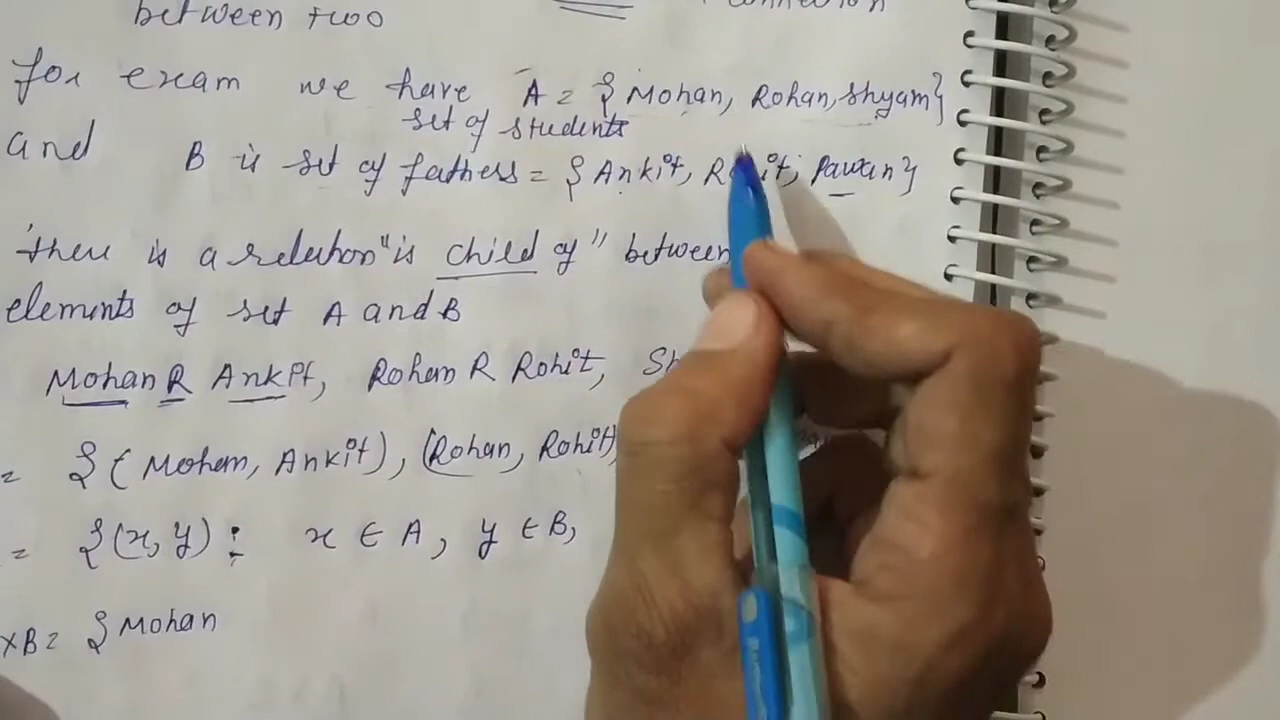 between two
for exam we have A = {Mohan, Rohan, Shyam}
set of students
and B is set of fathers = {Ankit, Rohit, Pawan}
there is a relation "is child of" between
elements of set A and B
Mohan R Ankit, Rohan R Rohit, Sh
= {(Mohan, Ankit), (Rohan, Rohit)
= {(x, y) : x ∈ A, y ∈ B,
×B = {Mohan